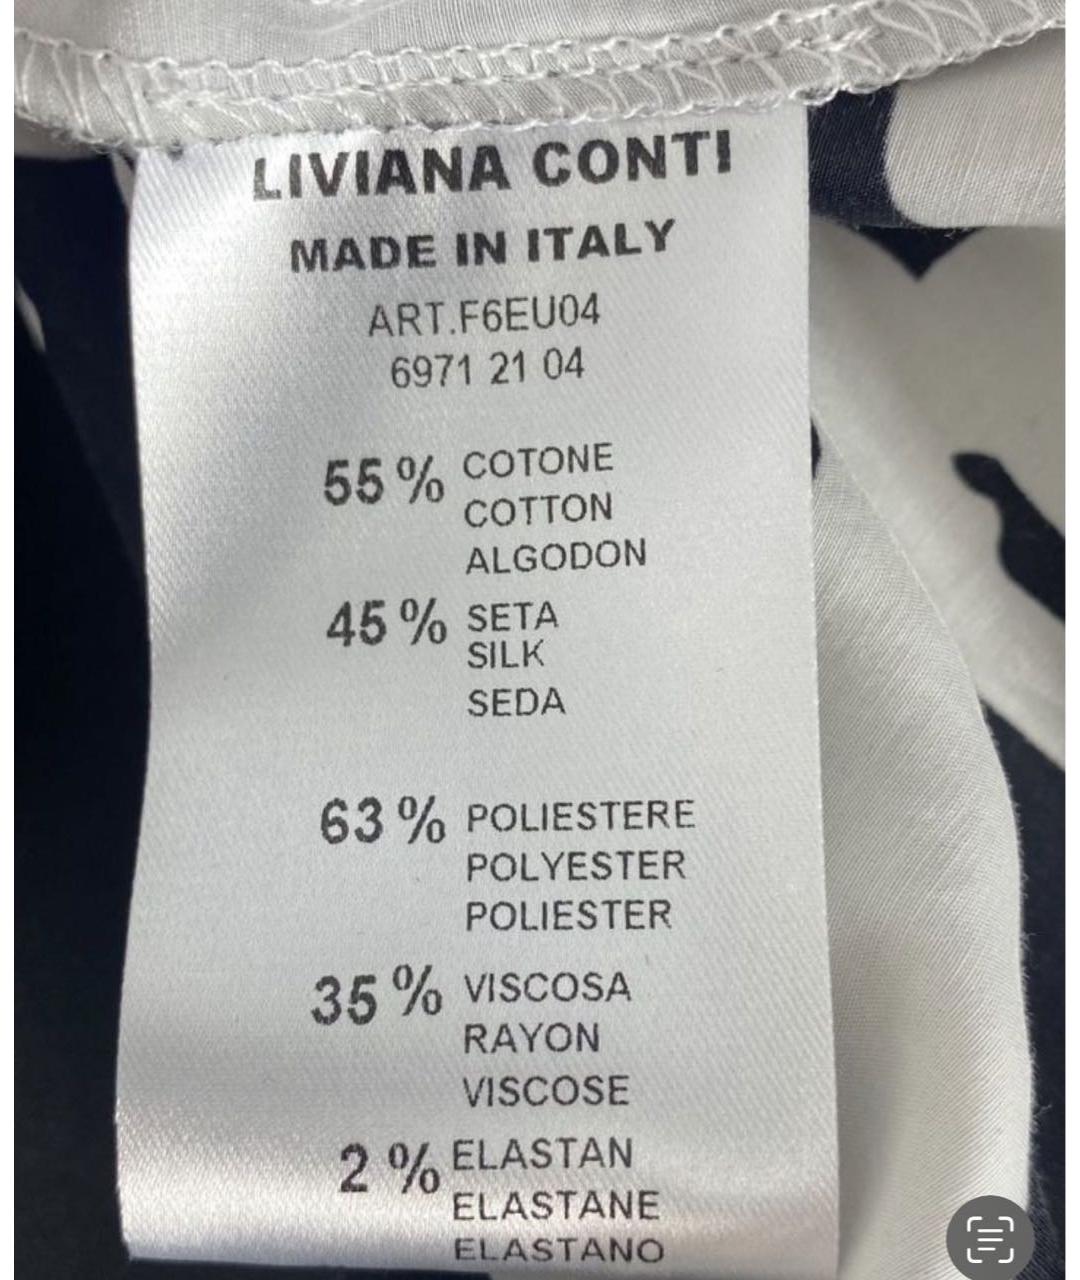 LIVIANA CONTI
MADE IN ITALY
ART.F6EU04
6971 21 04
55% COTONE
COTTON
ALGODON
45% SETA
SILK
SEDA
63% POLIESTERE
POLYESTER
POLIESTER
35% VISCOSA
RAYON
VISCOSE
2% ELASTAN
ELASTANE
ELASTANO